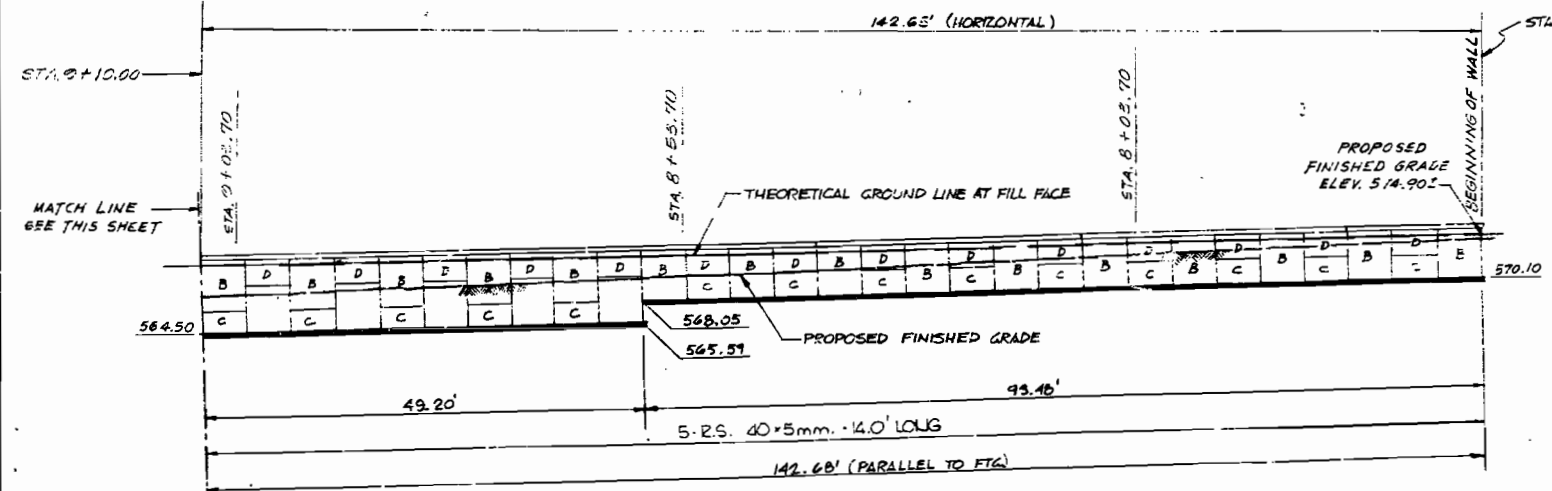 142.65' (HORIZONTAL)
STA. 9+10.00
STA. 9+03.70
STA. 8+53.70
STA. 8+03.70
BEGINNING OF WALL
PROPOSED
FINISHED GRADE
ELEV. 574.90±
THEORETICAL GROUND LINE AT FILL FACE
MATCH LINE
SEE THIS SHEET
D D D D D B D B D B D B D D B D B D B D D D D
B B B B B B B B B
C C C C C C C C C C
C C C C C
564.50
568.05
565.59
570.10
PROPOSED FINISHED GRADE
49.20'
93.48'
5-R.S. 40×5mm. - 14.0' LONG
142.68' (PARALLEL TO FTG)